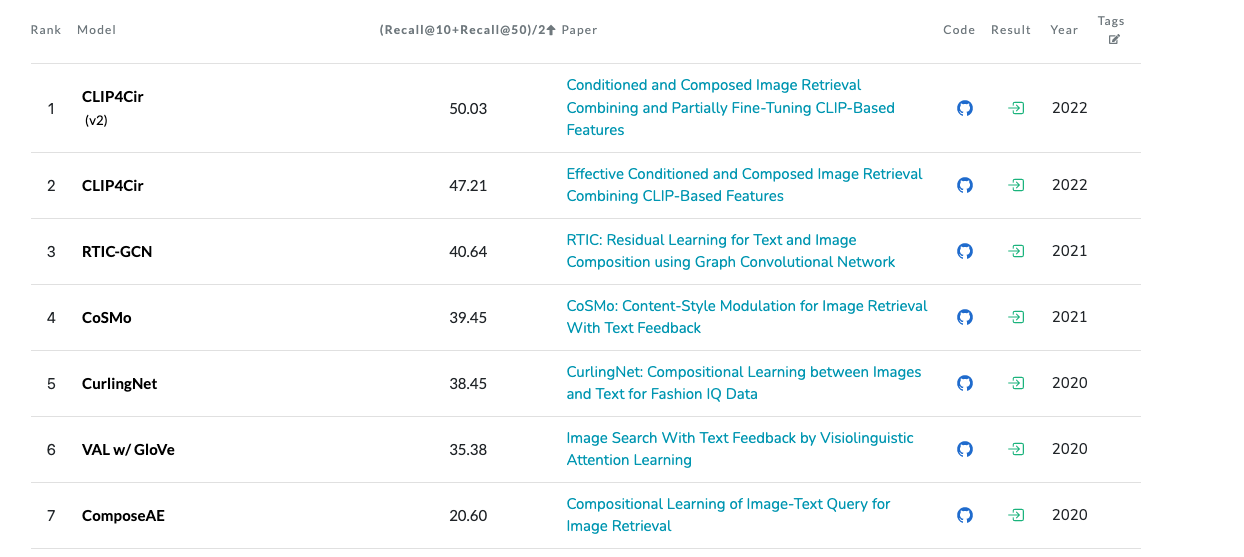 Rank Model (Recall@10+Recall@50)/2 Paper Code Result Year Tags
1 CLIP4Cir (v2) 50.03 Conditioned and Composed Image Retrieval 2022
Combining and Partially Fine-Tuning CLIP-Based
Features
2 CLIP4Cir 47.21 Effective Conditioned and Composed Image Retrieval 2022
Combining CLIP-Based Features
3 RTIC-GCN 40.64 RTIC: Residual Learning for Text and Image 2021
Composition using Graph Convolutional Network
4 CoSMo 39.45 CoSMo: Content-Style Modulation for Image Retrieval 2021
With Text Feedback
5 CurlingNet 38.45 CurlingNet: Compositional Learning between Images 2020
and Text for Fashion IQ Data
6 VAL w/ GloVe 35.38 Image Search With Text Feedback by Visiolinguistic 2020
Attention Learning
7 ComposeAE 20.60 Compositional Learning of Image-Text Query for 2020
Image Retrieval